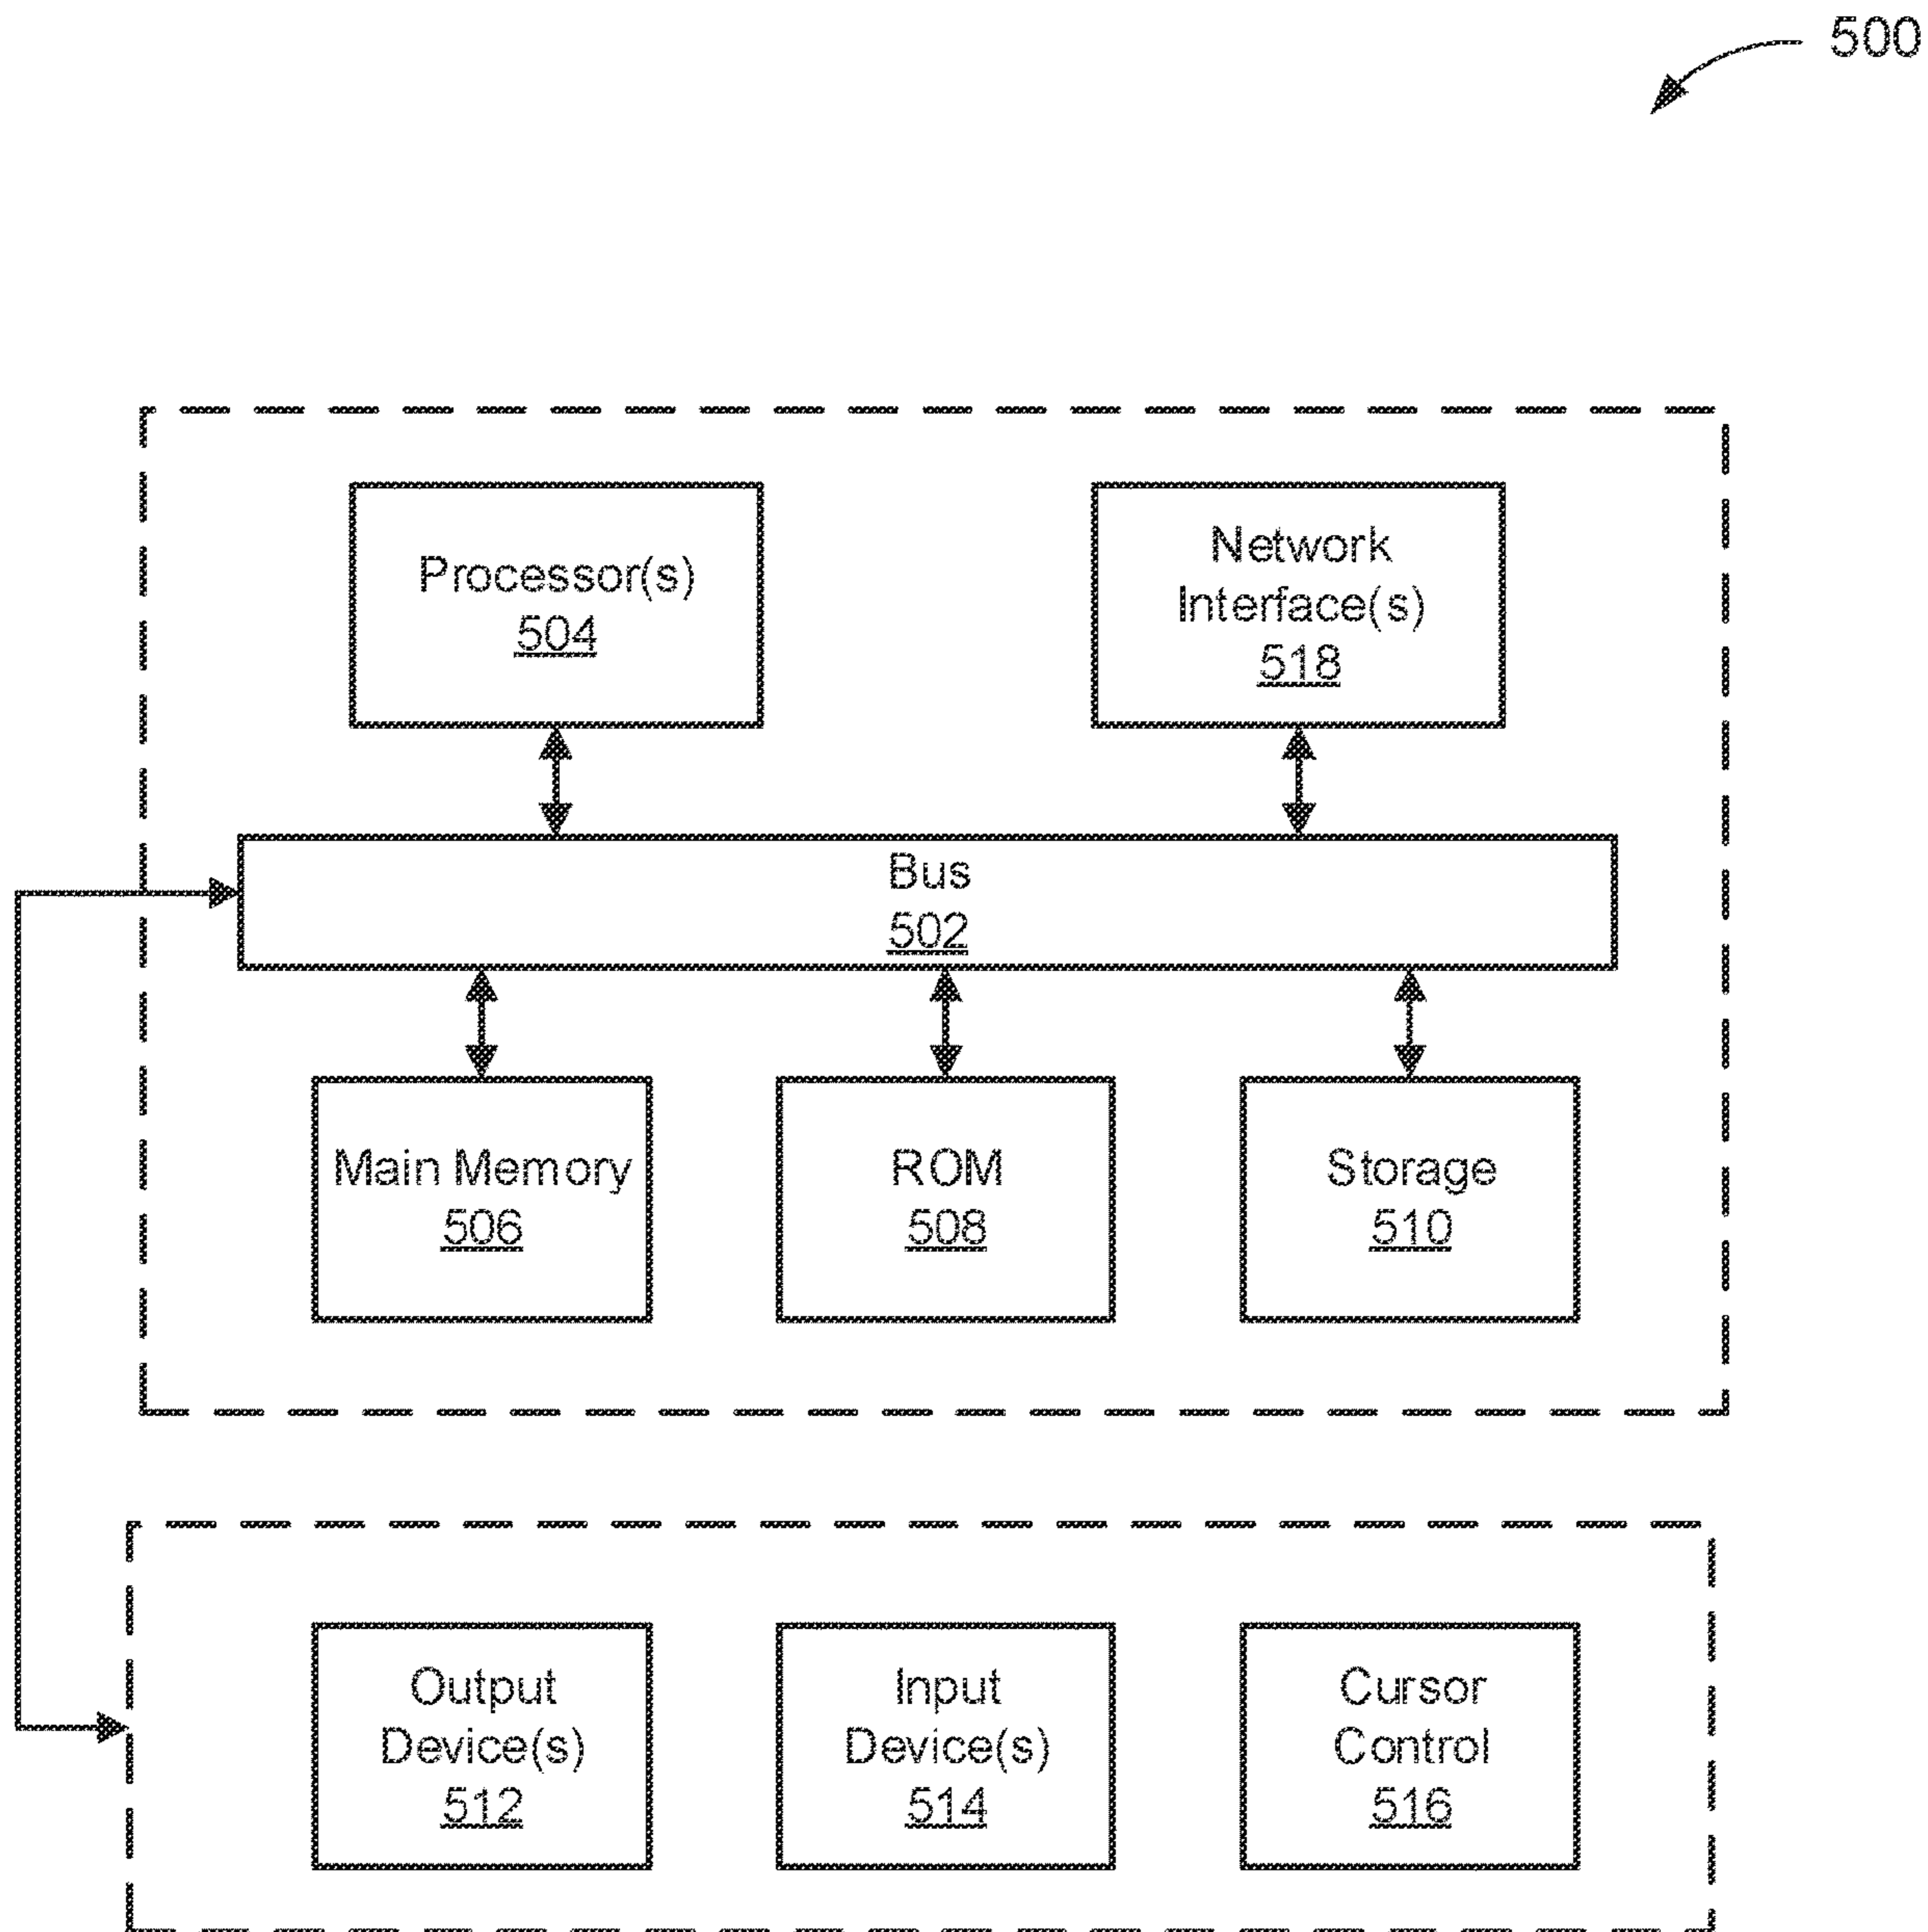 500
Processor(s)
504
Network
Interface(s)
518
Bus
502
Main Memory
506
ROM
508
Storage
510
Output
Device(s)
512
Input
Device(s)
514
Cursor
Control
516